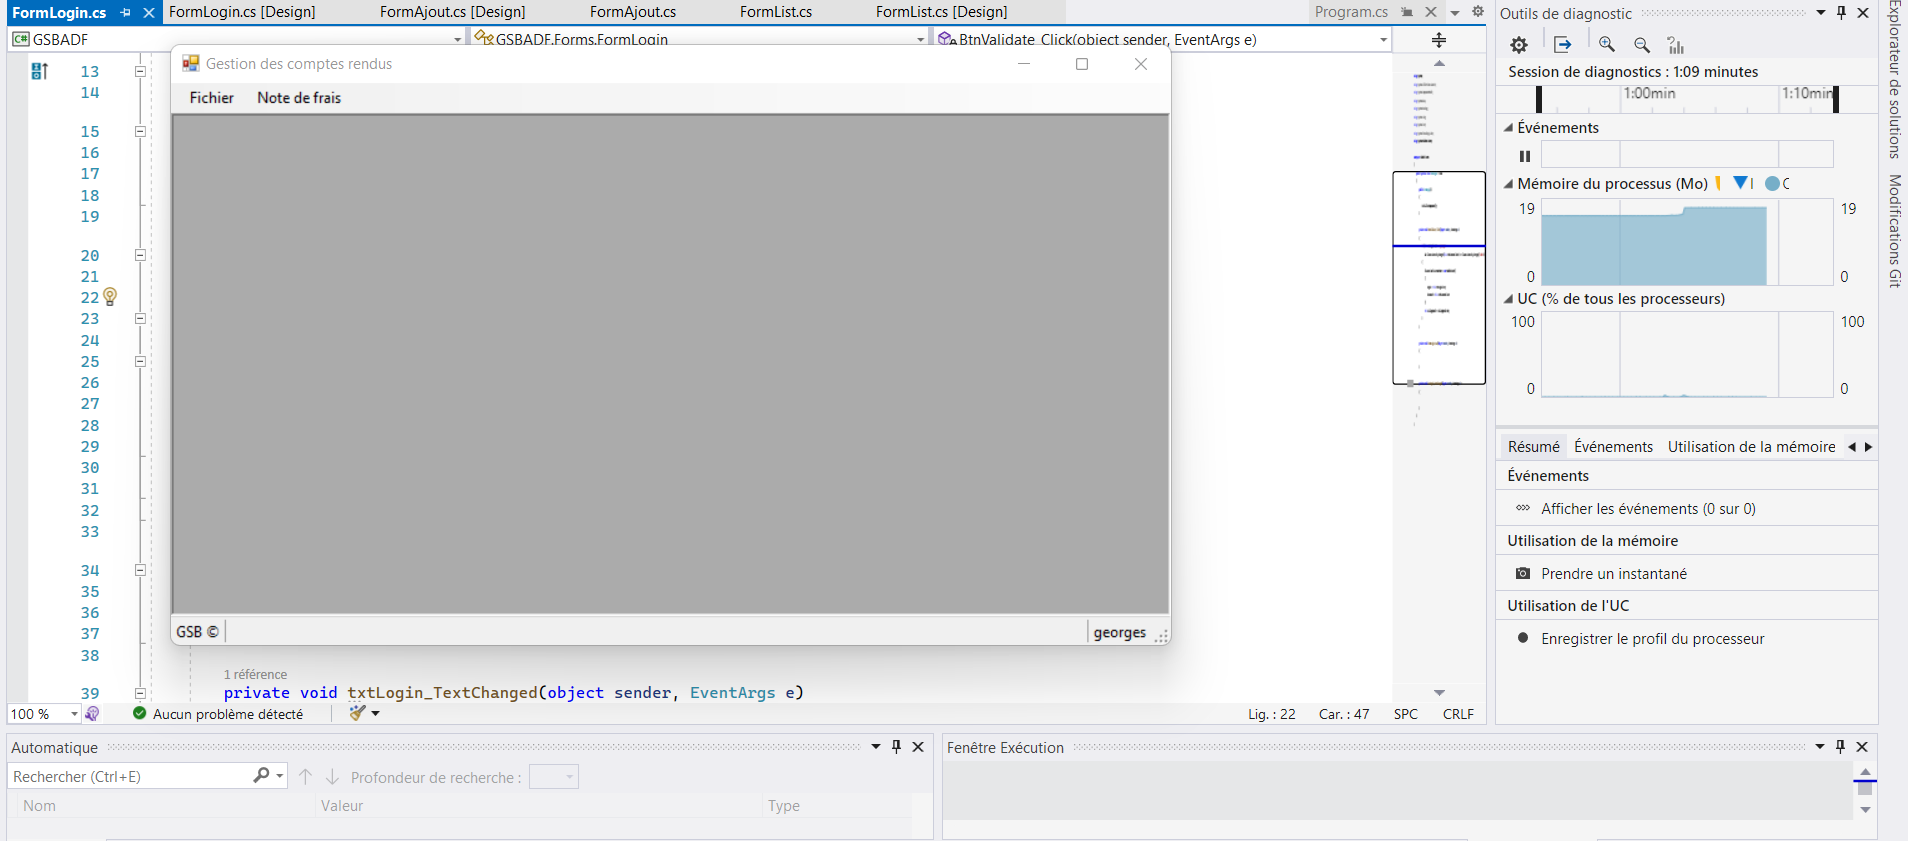 FormLogin.cs
FormLogin.cs [Design]
FormAjout.cs [Design]
FormAjout.cs
FormList.cs
FormList.cs [Design]
Program.cs
GSBADF
GSBADF.Forms.FormLogin
BtnValidate_Click(object sender, EventArgs e)
13
14
15
16
17
18
19
20
21
22
23
24
25
26
27
28
29
30
31
32
33
34
35
36
37
38
39
Gestion des comptes rendus
Fichier
Note de frais
GSB ©
georges
1 référence
private void txtLogin_TextChanged(object sender, EventArgs e)
100 %
Aucun problème détecté
Lig. : 22
Car. : 47
SPC
CRLF
Outils de diagnostic
Session de diagnostics : 1:09 minutes
1:00min
1:10min
Événements
Mémoire du processus (Mo)
19
19
0
0
UC (% de tous les processeurs)
100
100
0
0
Résumé
Événements
Utilisation de la mémoire
Événements
Afficher les événements (0 sur 0)
Utilisation de la mémoire
Prendre un instantané
Utilisation de l'UC
Enregistrer le profil du processeur
Explorateur de solutions
Modifications Git
Automatique
Rechercher (Ctrl+E)
Profondeur de recherche :
Nom
Valeur
Type
Fenêtre Exécution